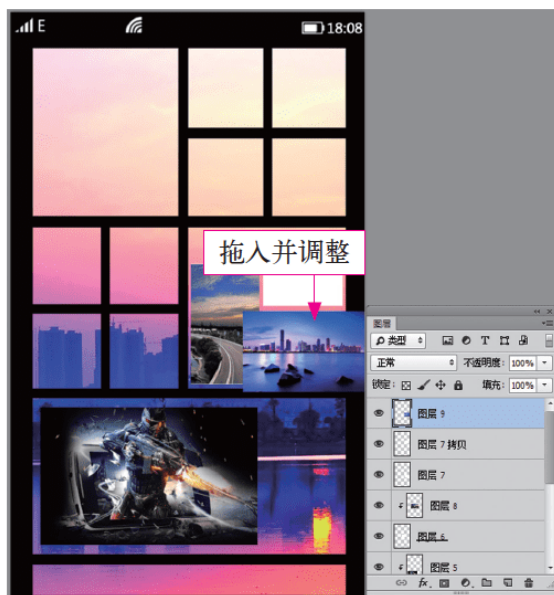 E
18:08
拖入并调整
图层
类型
T
正常
不透明度: 100%
锁定:
填充: 100%
图层 9
图层 7 拷贝
图层 7
图层 8
图层 6
图层 5
fx